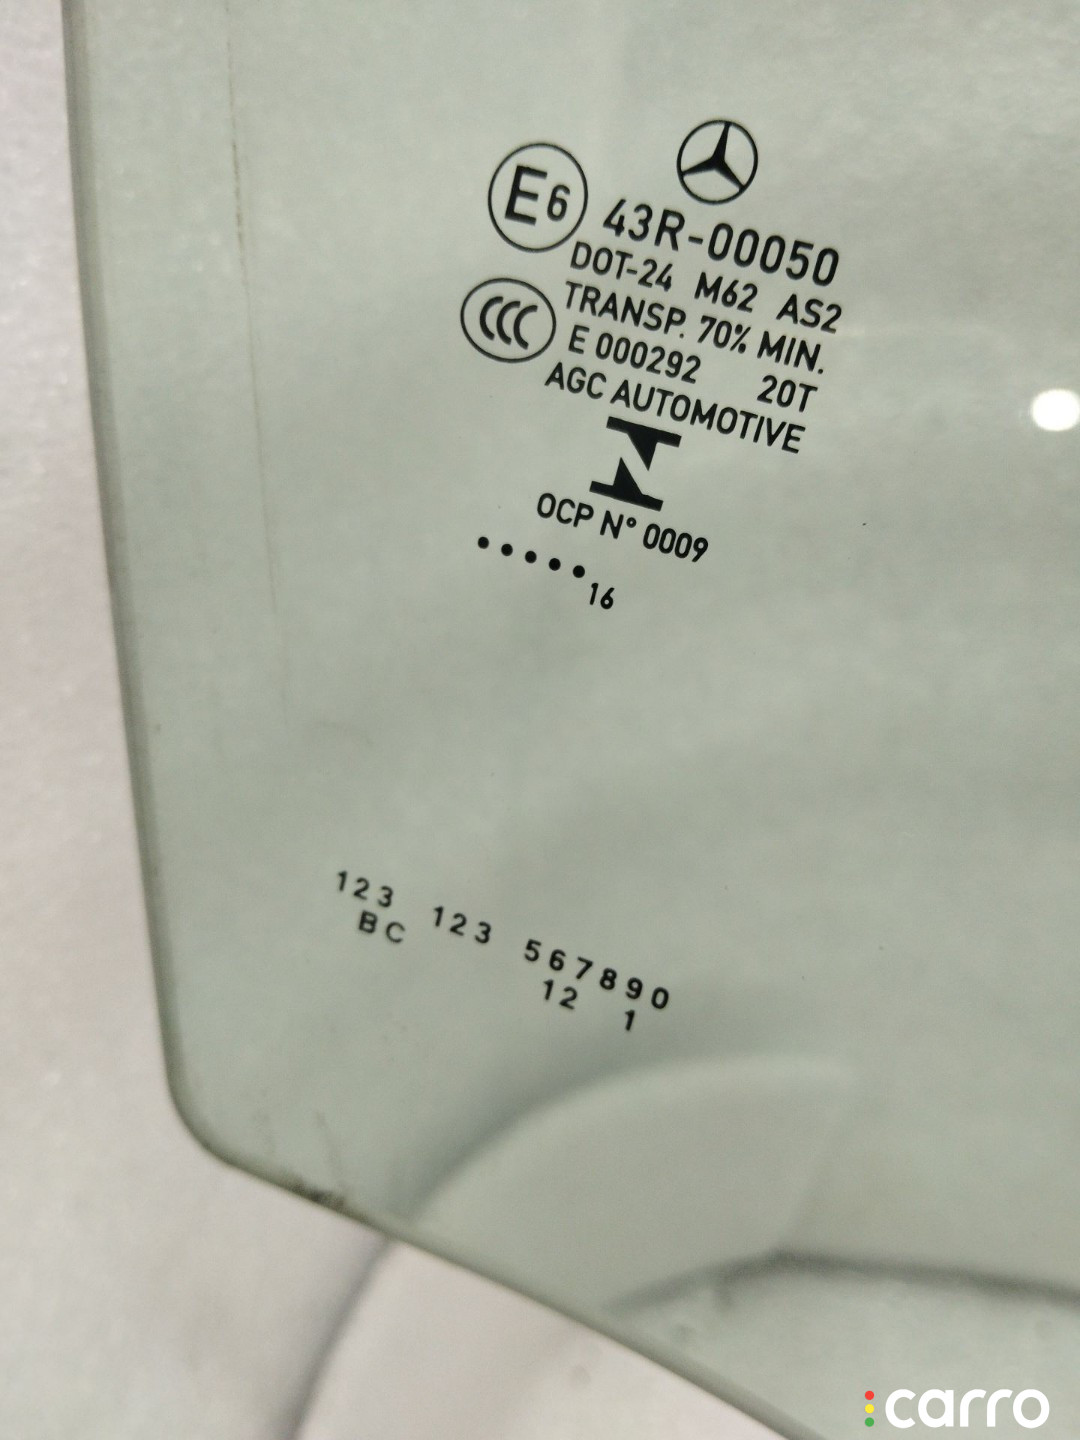 E6 43R-00050
DOT-24 M62 AS2
TRANSP. 70% MIN.
CCC E 000292 20T
AGC AUTOMOTIVE
OCP N° 0009
.....16
123 123 567890
BC 12 1
carro